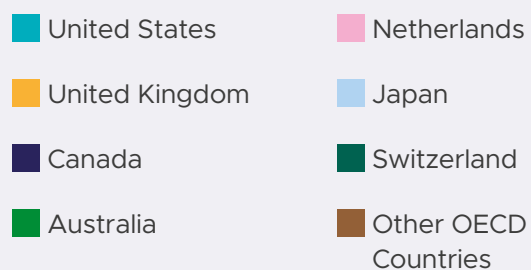 United States
United Kingdom
Canada
Australia
Netherlands
Japan
Switzerland
Other OECD
Countries